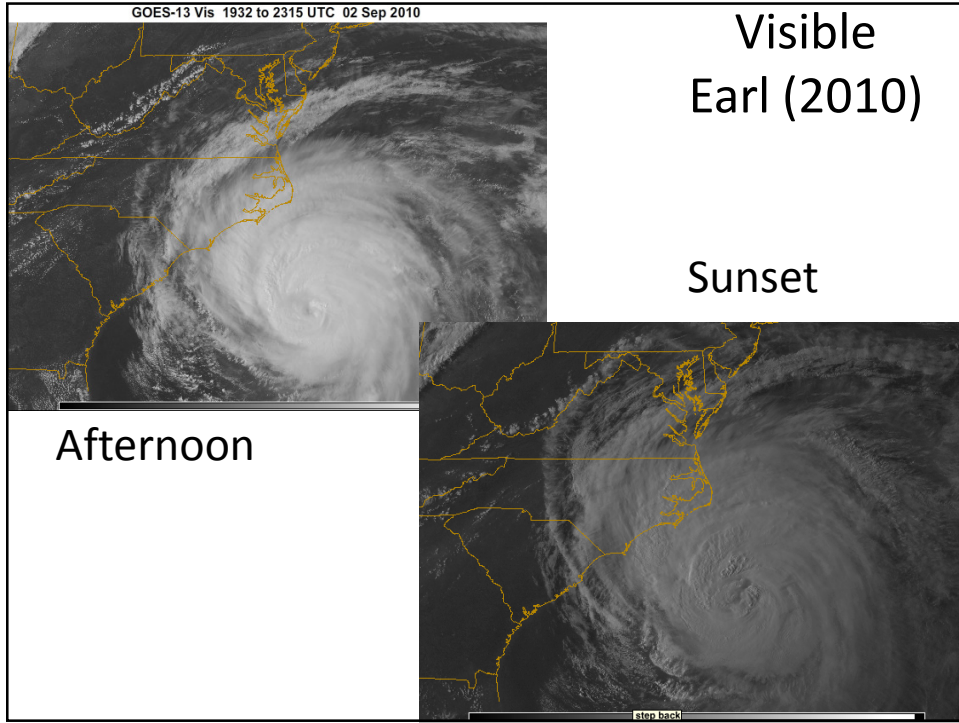 GOES-13 Vis 1932 to 2315 UTC 02 Sep 2010
Visible
Earl (2010)
Sunset
Afternoon
step back